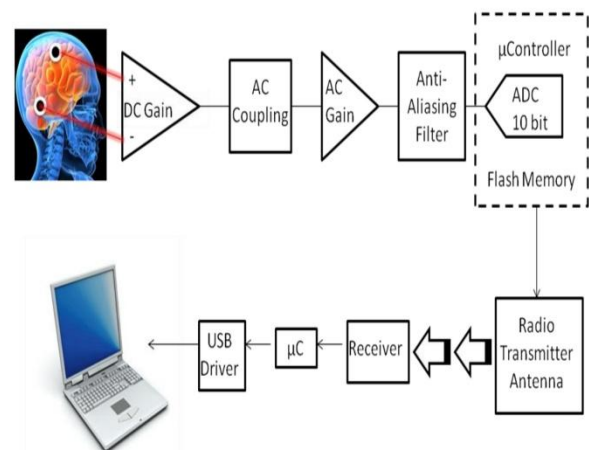 +
DC Gain
-
AC
Coupling
AC
Gain
Anti-
Aliasing
Filter
µController
ADC
10 bit
Flash Memory
USB
Driver
µC
Receiver
Radio
Transmitter
Antenna